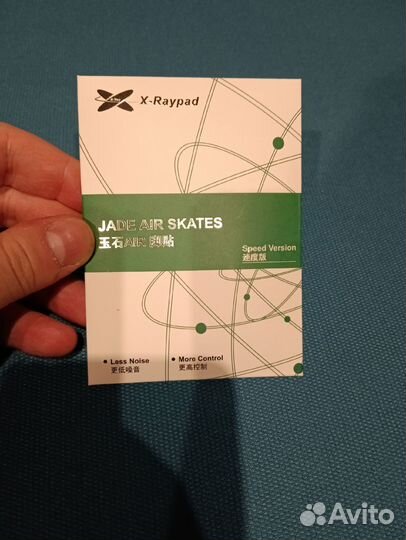 X-Raypad
JADE AIR SKATES
玉石AIR 脚貼
Speed Version
速度版
• Less Noise
更低噪音
• More Control
更高控制
Avito